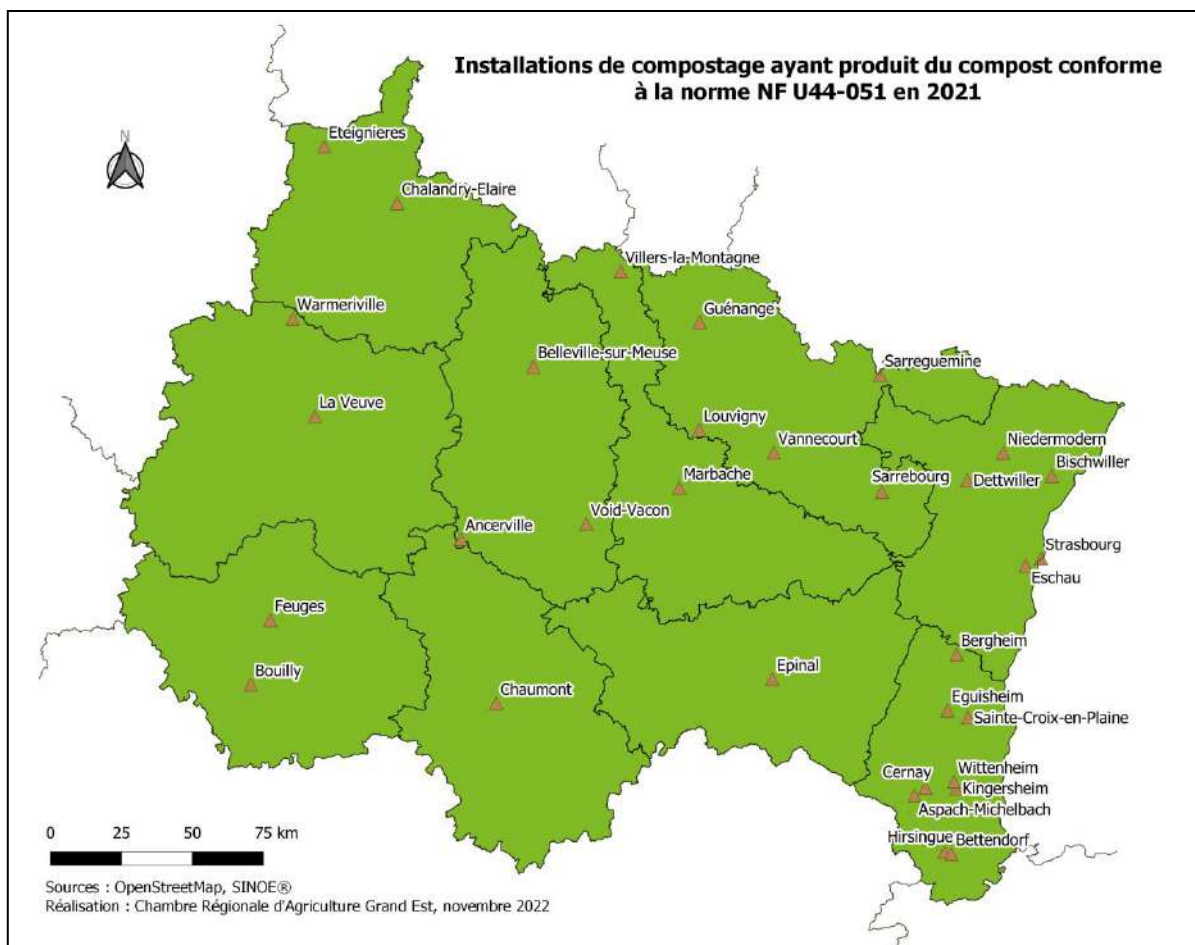 Installations de compostage ayant produit du compost conforme
à la norme NF U44-051 en 2021
N
Eteignieres
Chalandry-Elaire
Villers-la-Montagne
Warmeriville
Guénange
Belleville-sur-Meuse
Sarreguemine
La Veuve
Louvigny
Vannecourt
Niedermodern
Bischwiller
Marbache
Sarrebourg
Dettwiller
Void-Vacon
Ancerville
Strasbourg
Eschau
Feuges
Bergheim
Bouilly
Chaumont
Epinal
Eguisheim
Sainte-Croix-en-Plaine
Cernay
Wittenheim
Kingersheim
Aspach-Michelbach
Hirsingue
Bettendorf
0 25 50 75 km
Sources : OpenStreetMap, SINOE®
Réalisation : Chambre Régionale d'Agriculture Grand Est, novembre 2022